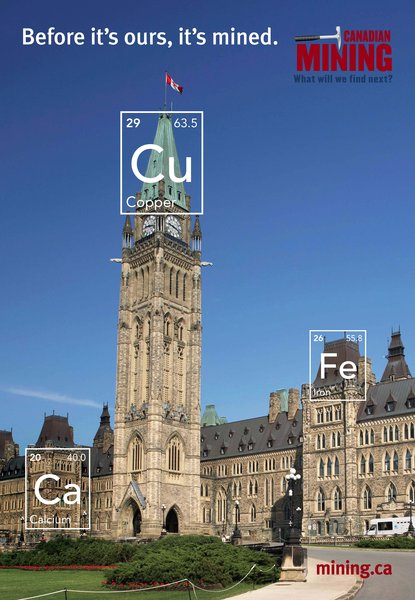 Before it's ours, it's mined.
CANADIAN
MINING
What will we find next?
29 63.5
Cu
Copper
26 55.8
Fe
Iron
20 40.0
Ca
Calcium
mining.ca